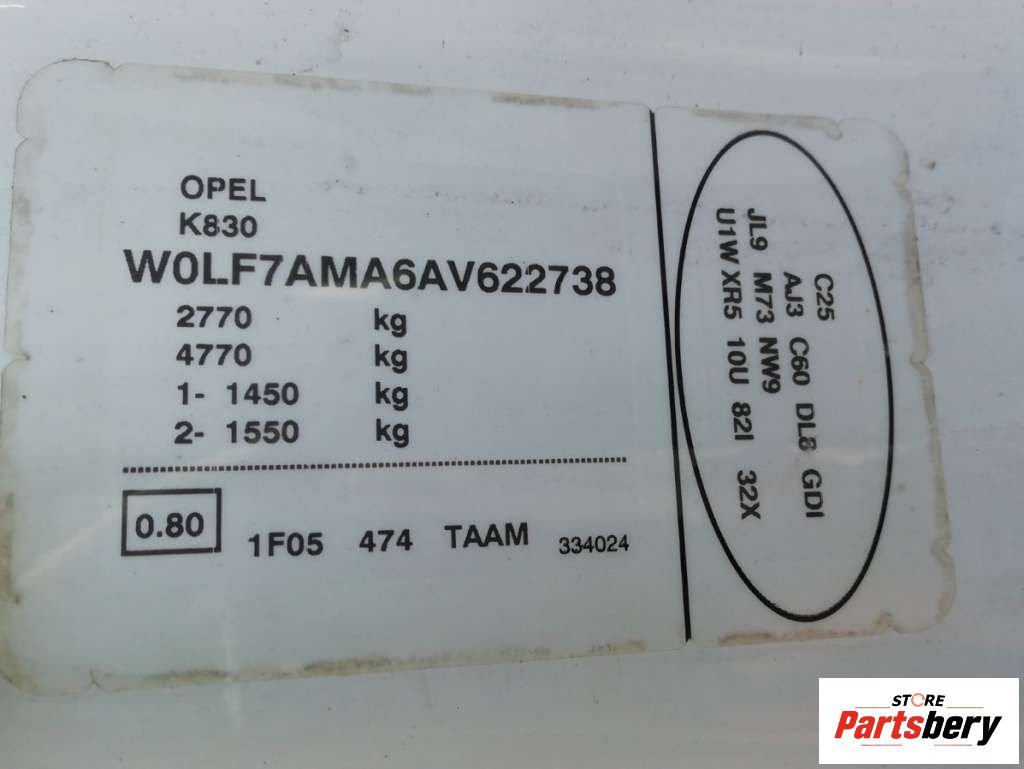 OPEL
K830
W0LF7AMA6AV622738
2770 kg
4770 kg
1- 1450 kg
2- 1550 kg
0.80 1F05 474 TAAM 334024
C25
AJ3 C60 DL8 GDI
JL9 M73 NW9
U1W XR5 10U 82I 32X
STORE
Partsbery